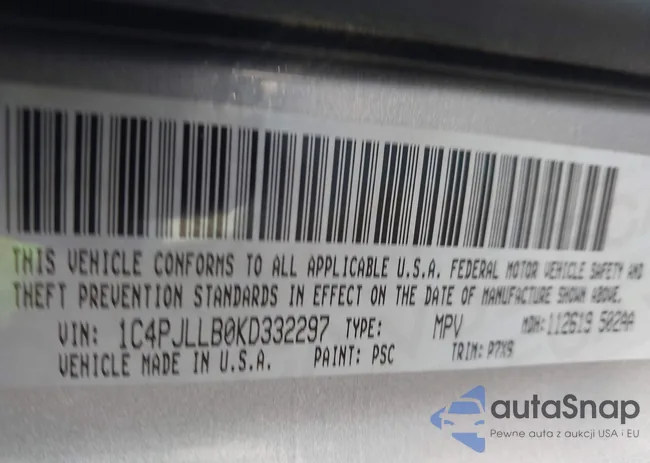 THIS VEHICLE CONFORMS TO ALL APPLICABLE U.S.A. FEDERAL MOTOR VEHICLE SAFETY AND
THEFT PREVENTION STANDARDS IN EFFECT ON THE DATE OF MANUFACTURE SHOWN ABOVE.
VIN: 1C4PJLLB0KD332297 TYPE: MPV MDH: 112619 502AA
VEHICLE MADE IN U.S.A. PAINT: PSC TRIM: P7X9
autaSnap
Pewne auta z aukcji USA i EU